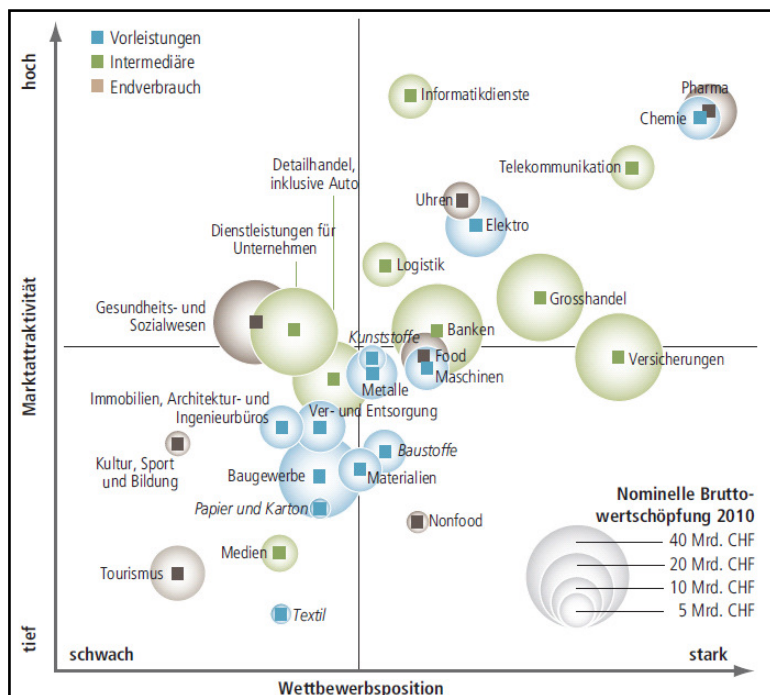 hoch
Vorleistungen
Intermediäre
Endverbrauch
Informatikdienste
Pharma
Chemie
Telekommunikation
Detailhandel,
inklusive Auto
Uhren
Elektro
Dienstleistungen für
Unternehmen
Logistik
Gesundheits- und
Sozialwesen
Grosshandel
Banken
Kunststoffe
Food
Versicherungen
Maschinen
Metalle
Marktattraktivität
Immobilien, Architektur- und
Ingenieurbüros
Ver- und Entsorgung
Kultur, Sport
und Bildung
Baustoffe
Baugewerbe
Materialien
Papier und Karton
Nonfood
Nominelle Brutto-
wertschöpfung 2010
40 Mrd. CHF
20 Mrd. CHF
10 Mrd. CHF
5 Mrd. CHF
Medien
Tourismus
Textil
tief
schwach
stark
Wettbewerbsposition